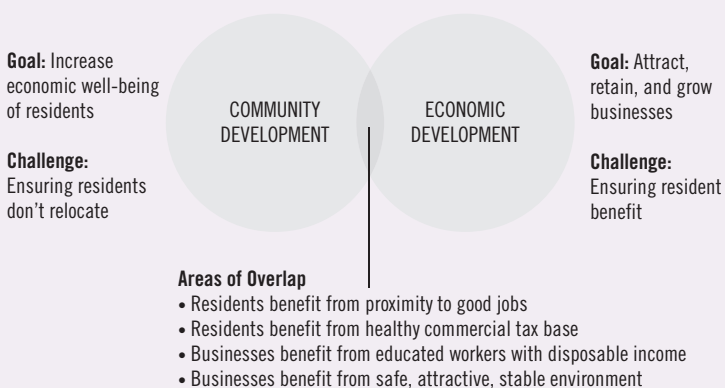 Goal: Increase
economic well-being
of residents
Challenge:
Ensuring residents
don't relocate
COMMUNITY
DEVELOPMENT
ECONOMIC
DEVELOPMENT
Goal: Attract,
retain, and grow
businesses
Challenge:
Ensuring resident
benefit
Areas of Overlap
• Residents benefit from proximity to good jobs
• Residents benefit from healthy commercial tax base
• Businesses benefit from educated workers with disposable income
• Businesses benefit from safe, attractive, stable environment